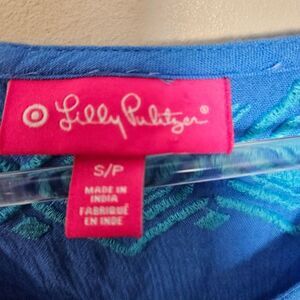 Lilly Pulitzer®
S/P
MADE IN
INDIA
FABRIQUÉ
EN INDE